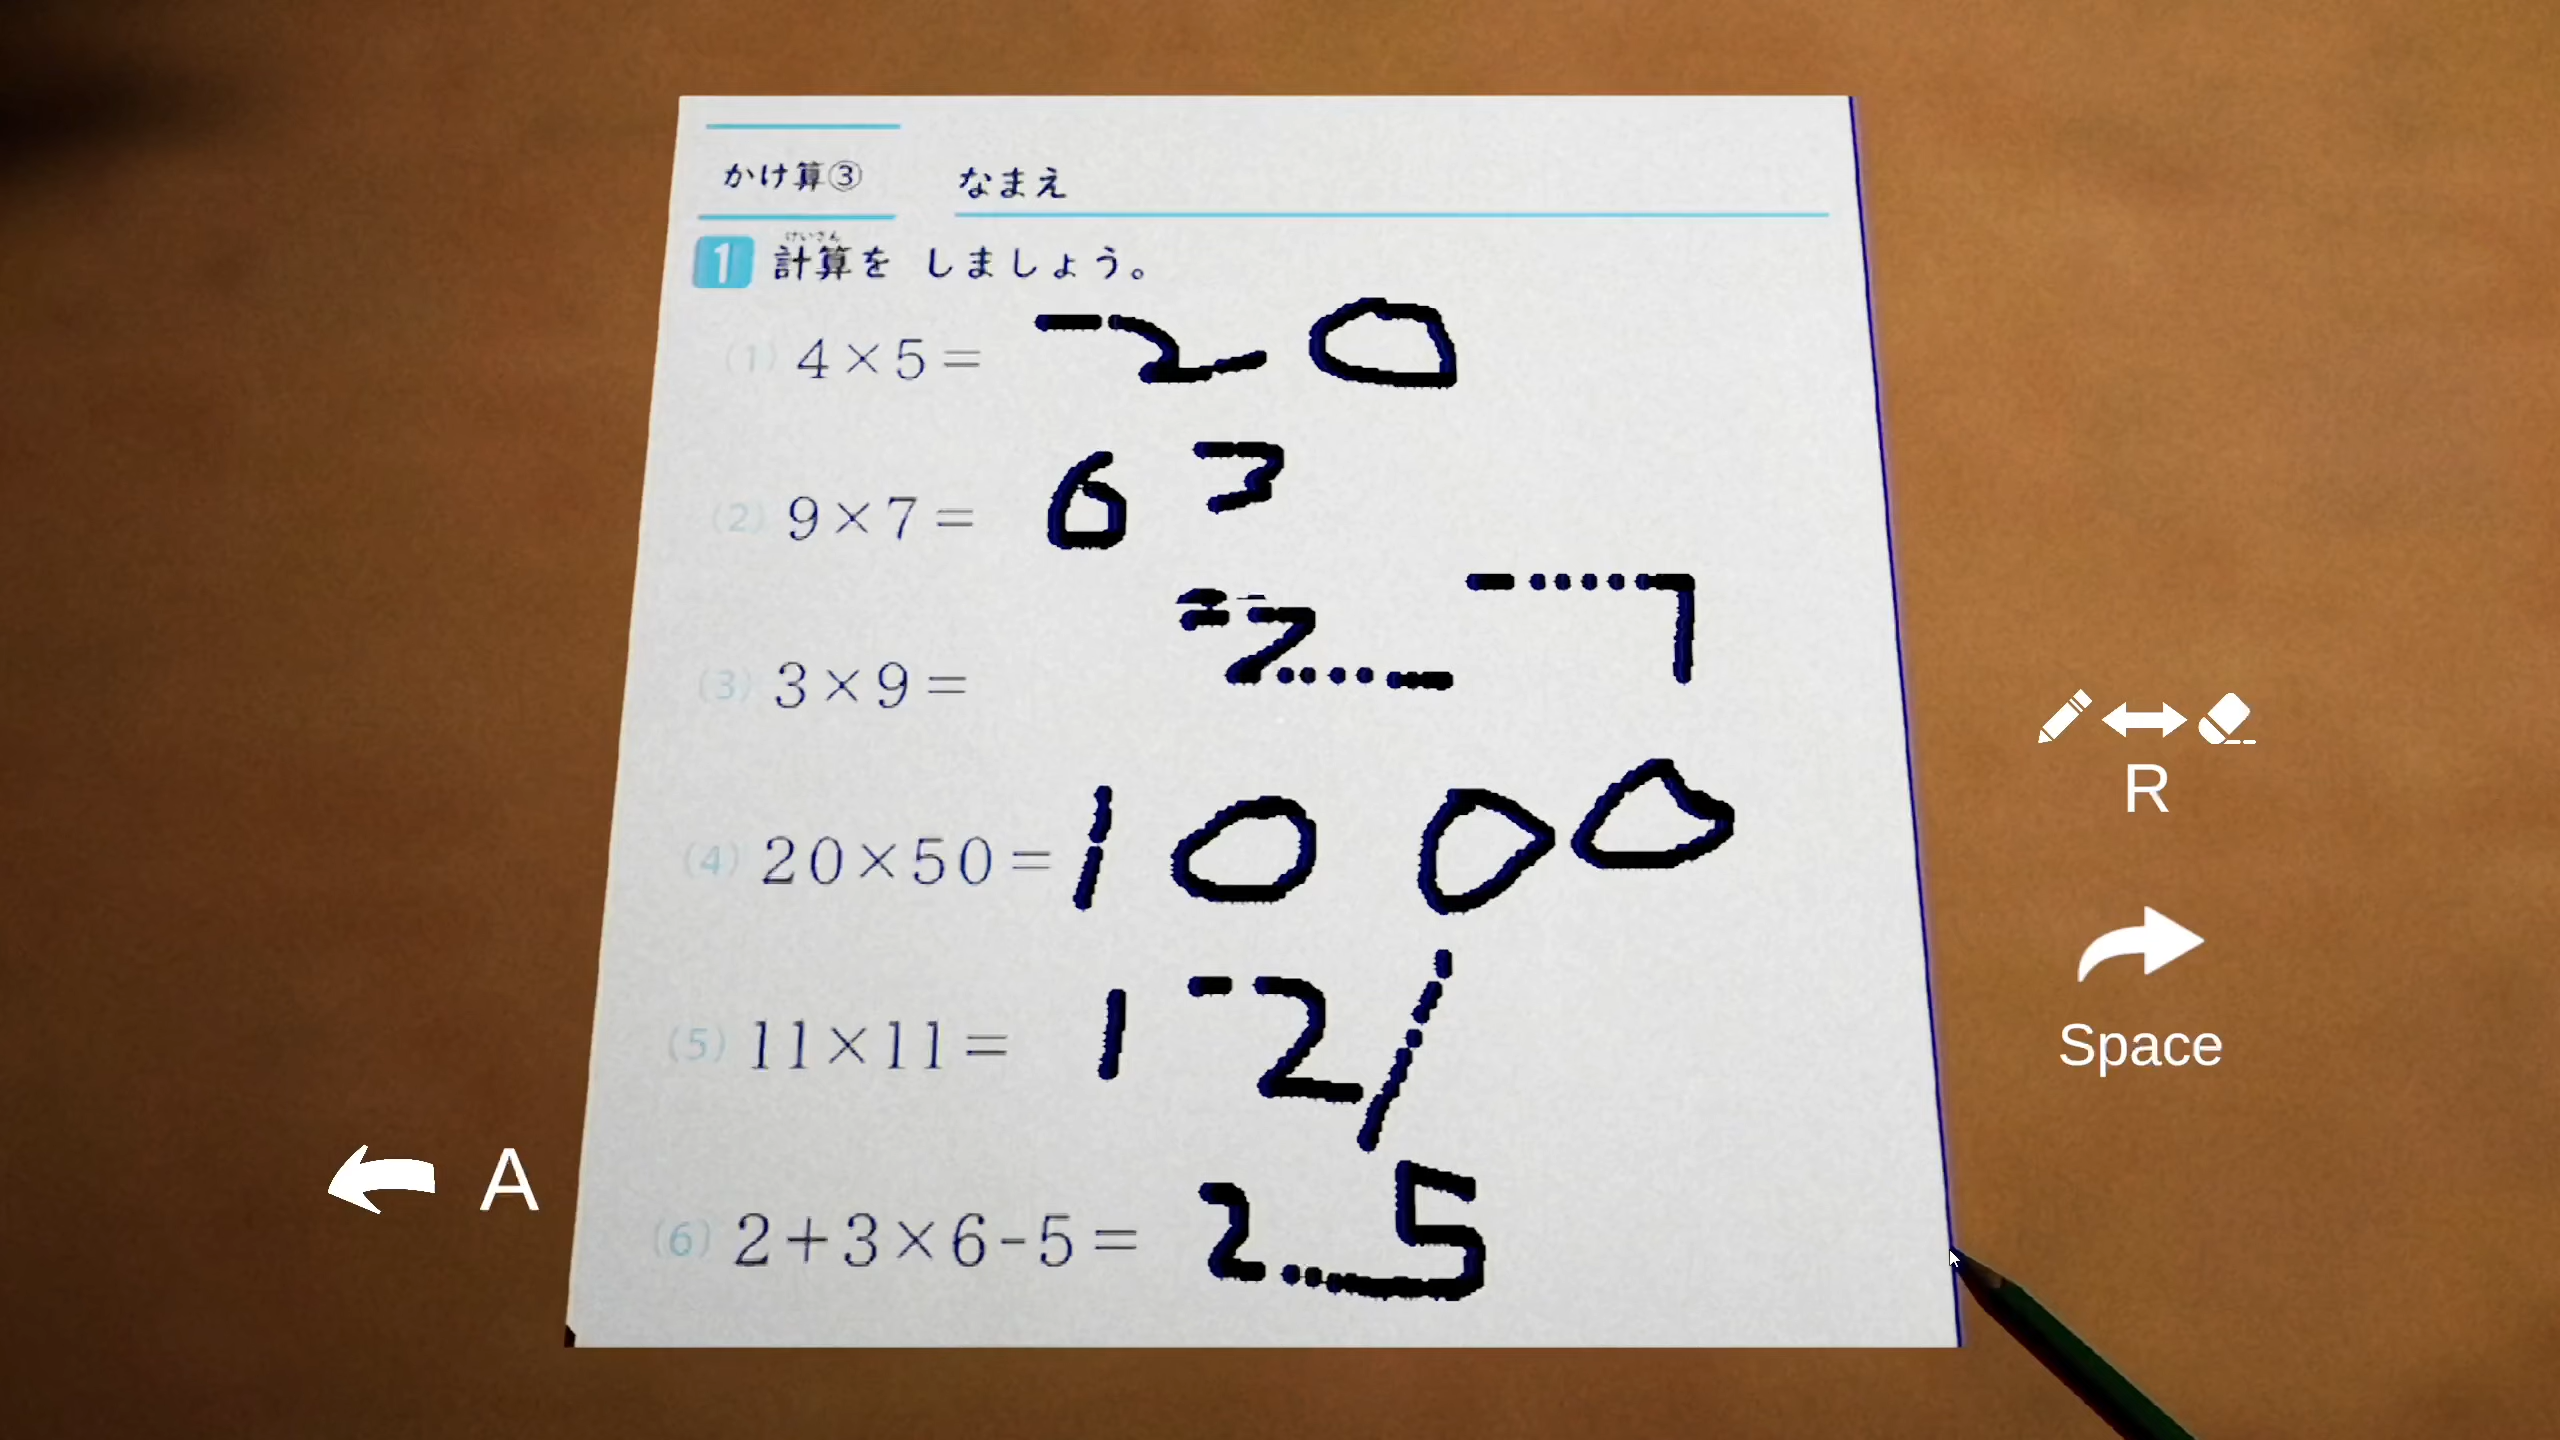 かけ算③ なまえ
けいさん
1 計算を しましょう。
(1) 4×5= 20
(2) 9×7= 63
(3) 3×9= 27
(4) 20×50= 1000
(5) 11×11= 121
(6) 2+3×6-5= 25
R
Space
A